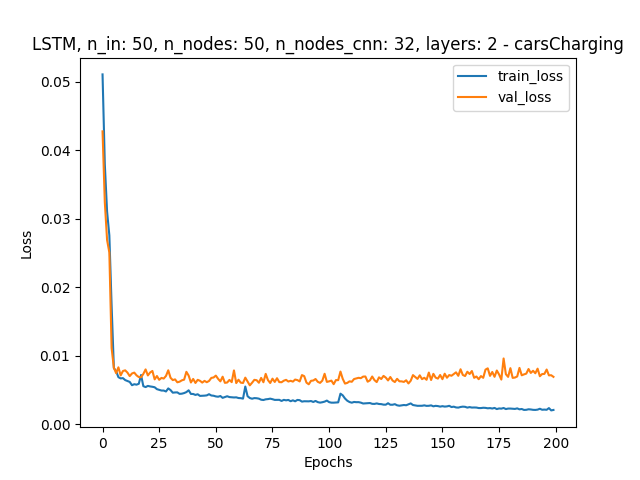 LSTM, n_in: 50, n_nodes: 50, n_nodes_cnn: 32, layers: 2 - carsCharging
train_loss
val_loss
0.05
0.04
0.03
0.02
0.01
0.00
Loss
0 25 50 75 100 125 150 175 200
Epochs